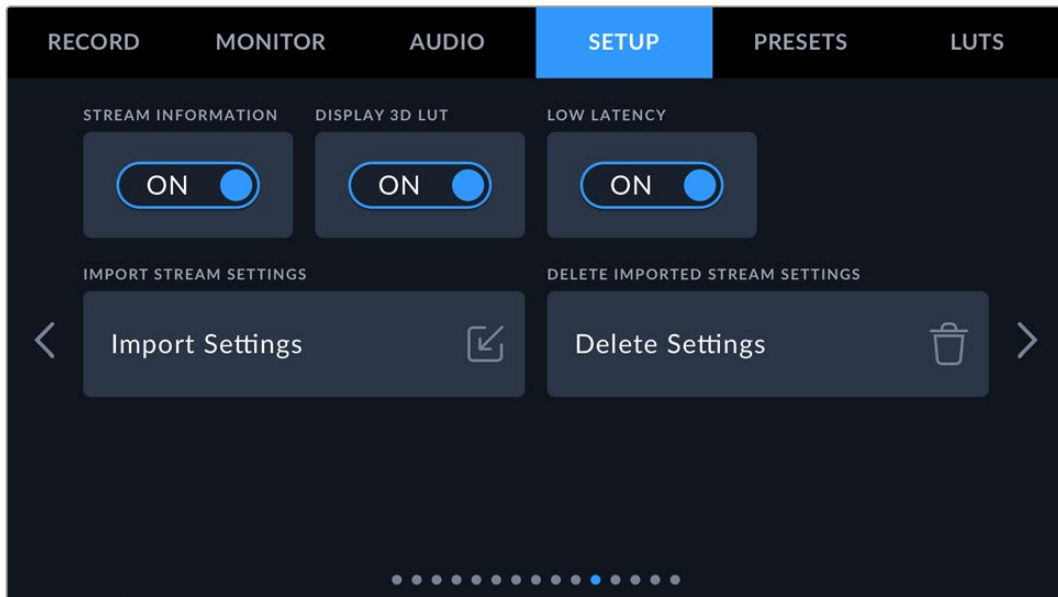 RECORD MONITOR AUDIO SETUP PRESETS LUTS
STREAM INFORMATION DISPLAY 3D LUT LOW LATENCY
ON ON ON
IMPORT STREAM SETTINGS DELETE IMPORTED STREAM SETTINGS
Import Settings Delete Settings